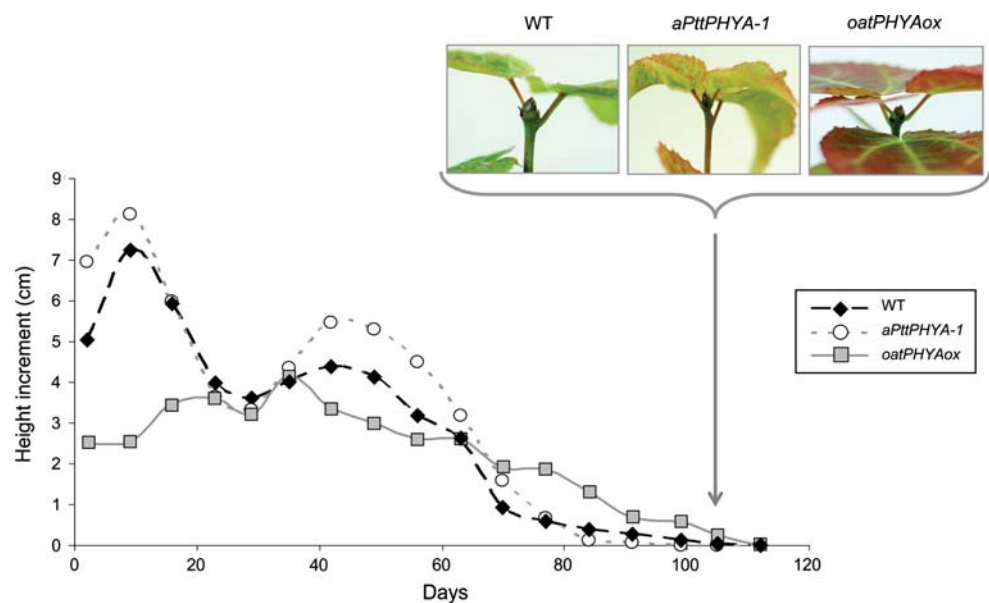 WT aPttPHYA-1 oatPHYAox
9
8
7
6
5
4
3
2
1
0
Height increment (cm)
0 20 40 60 80 100 120
Days
WT
aPttPHYA-1
oatPHYAox